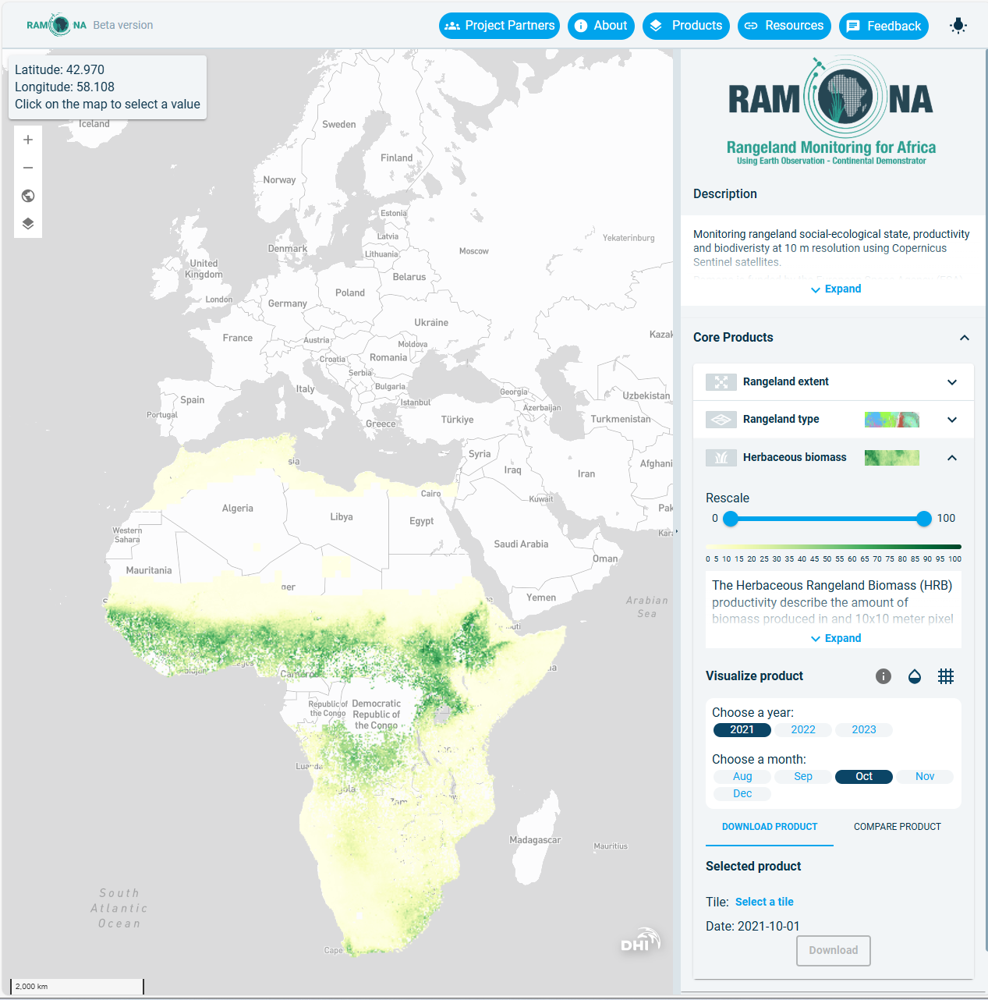 RAMONA Beta version
Project Partners
About
Products
Resources
Feedback
Latitude: 42.970
Longitude: 58.108
Click on the map to select a value
Iceland
Sweden
Finland
Norway
Estonia
Latvia
Lithuania
Denmark
Moscow
Yekaterinburg
United
Kingdom
London
Belarus
Poland
Germany
Ukraine
France
Austria
Moldova
Kazak
Croatia
Romania
Serbia
Italy
Bulgaria
Georgia
Spain
Portugal
Istanbul
Azerbaijan
Uzbekistan
Greece
Türkiye
Turkmenistan
Syria
Iraq
Iran
Afghani
sia
Cairo
Kuwait
Pak
Algeria
Libya
Egypt
Western
Sahara
Saudi Arabia
Kara
Oman
Mauritania
er
Yemen
Arabian
Sea
S
uti
Cameroon
ua
Republic of
the Congo
Democratic
Republic of
the Congo
Luanda
Madagascar
Mauritius
South
Atlantic
Ocean
Cape
DHI
2,000 km
RAMONA
Rangeland Monitoring for Africa
Using Earth Observation - Continental Demonstrator
Description
Monitoring rangeland social-ecological state, productivity
and biodiveristy at 10 m resolution using Copernicus
Sentinel satellites.
Expand
Core Products
Rangeland extent
Rangeland type
Herbaceous biomass
Rescale
0 100
0 5 10 15 20 25 30 35 40 45 50 55 60 65 70 75 80 85 90 95 100
The Herbaceous Rangeland Biomass (HRB)
productivity describe the amount of
biomass produced in and 10x10 meter pixel
Expand
Visualize product
Choose a year:
2021 2022 2023
Choose a month:
Aug Sep Oct Nov
Dec
DOWNLOAD PRODUCT COMPARE PRODUCT
Selected product
Tile: Select a tile
Date: 2021-10-01
Download